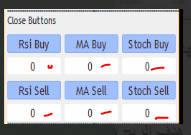 Close Buttons
Rsi Buy MA Buy Stoch Buy
0 0 0
Rsi Sell MA Sell Stoch Sell
0 0 0